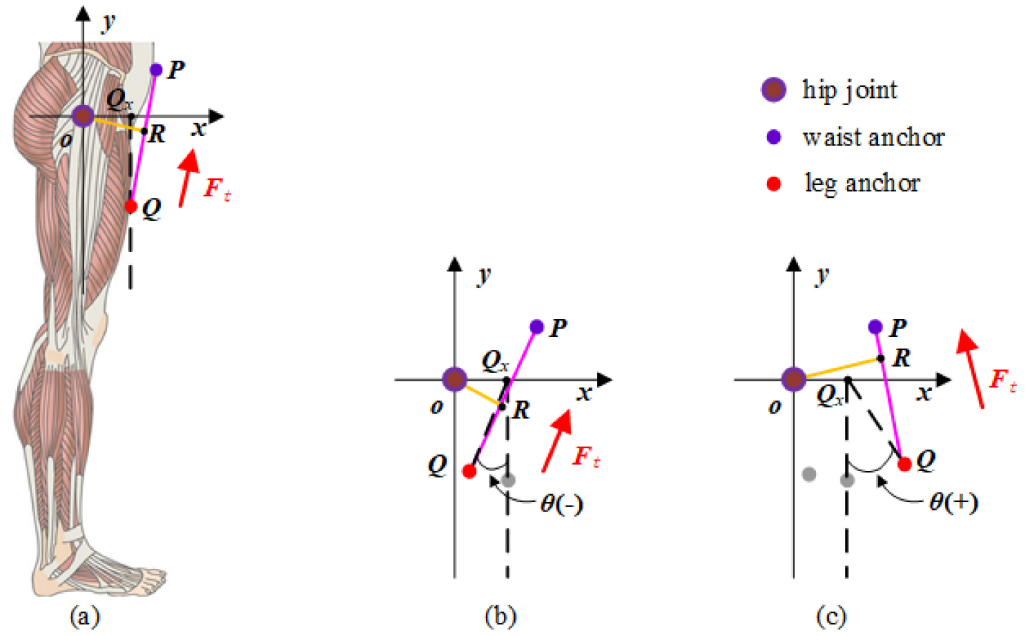 y
P
Qx
x
R
o
Ft
Q
(a)
hip joint
waist anchor
leg anchor
y
P
Qx
x
o
R
Q
Ft
θ(-)
(b)
y
P
R
Ft
o
Qx
x
Q
θ(+)
(c)